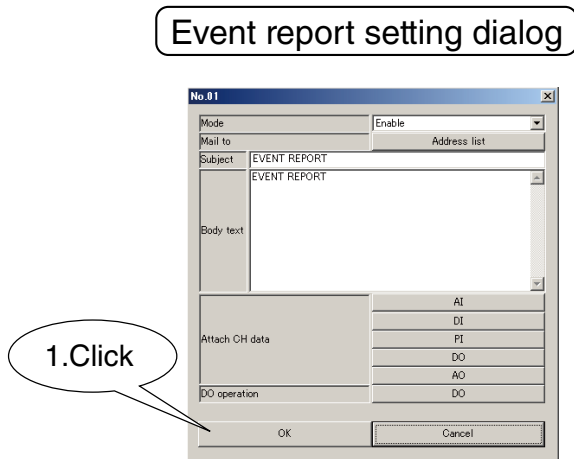 Event report setting dialog
No.01
Mode Enable
Mail to Address list
Subject EVENT REPORT
EVENT REPORT
Body text
AI
DI
Attach CH data PI
DO
AO
DO operation DO
1.Click
OK Cancel